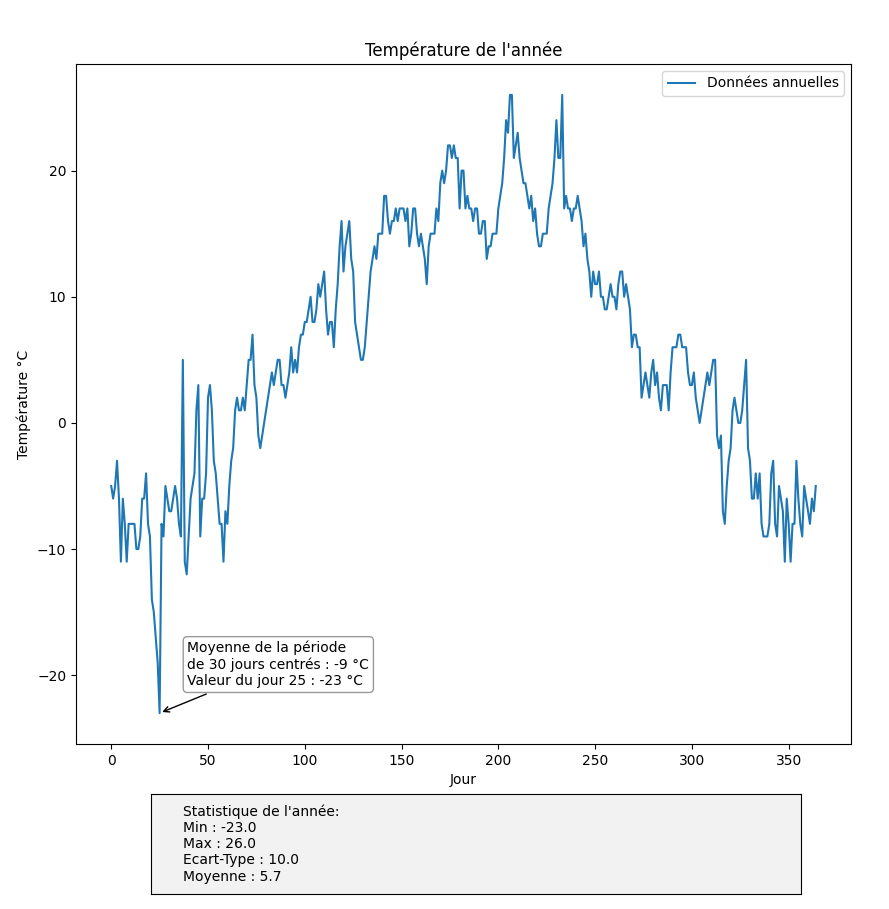 Température de l'année
Données annuelles
Température °C
20
10
0
−10
−20
Moyenne de la période
de 30 jours centrés : -9 °C
Valeur du jour 25 : -23 °C
0 50 100 150 200 250 300 350
Jour
Statistique de l'année:
Min : -23.0
Max : 26.0
Ecart-Type : 10.0
Moyenne : 5.7